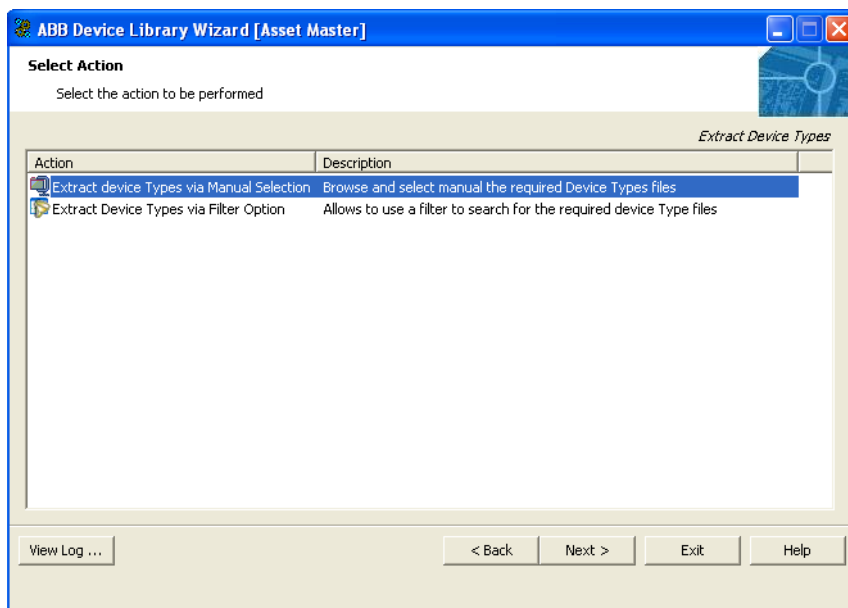 ABB Device Library Wizard [Asset Master]
Select Action
Select the action to be performed
Extract Device Types
Action Description
Extract device Types via Manual Selection Browse and select manual the required Device Types files
Extract Device Types via Filter Option Allows to use a filter to search for the required device Type files
View Log ... < Back Next > Exit Help